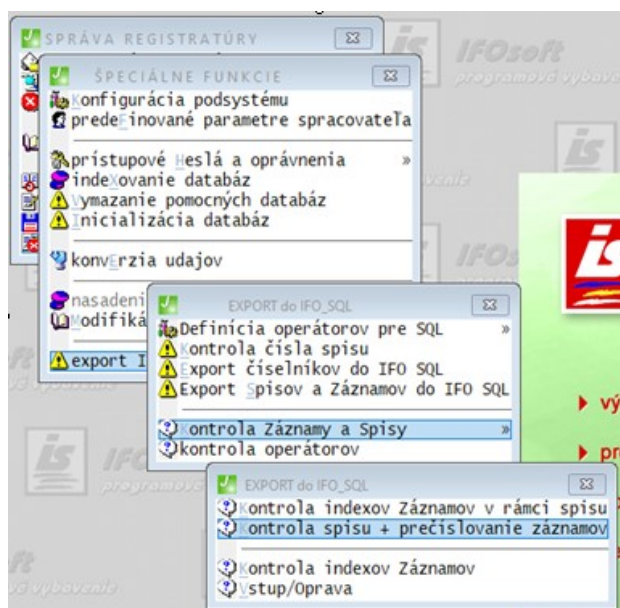 SPRÁVA REGISTRATÚRY
IFOsoft
ŠPECIÁLNE FUNKCIE
Konfigurácia podsystému
predeFinované parametre spracovateľa
prístupové Heslá a oprávnenia »
indeXovanie databáz
Vymazanie pomocných databáz
Inicializácia databáz
konvErzia udajov
nasadeni
Modifiká
export I
is
EXPORT do IFO_SQL
Definícia operátorov pre SQL »
Kontrola čísla spisu
Export číselníkov do IFO SQL
Export Spisov a Záznamov do IFO SQL
Kontrola Záznamy a Spisy »
kontrola operátorov
vý
pr
EXPORT do IFO_SQL
Kontrola indexov Záznamov v rámci spisu
Kontrola spisu + prečíslovanie záznamov
Kontrola indexov Záznamov
Vstup/Oprava